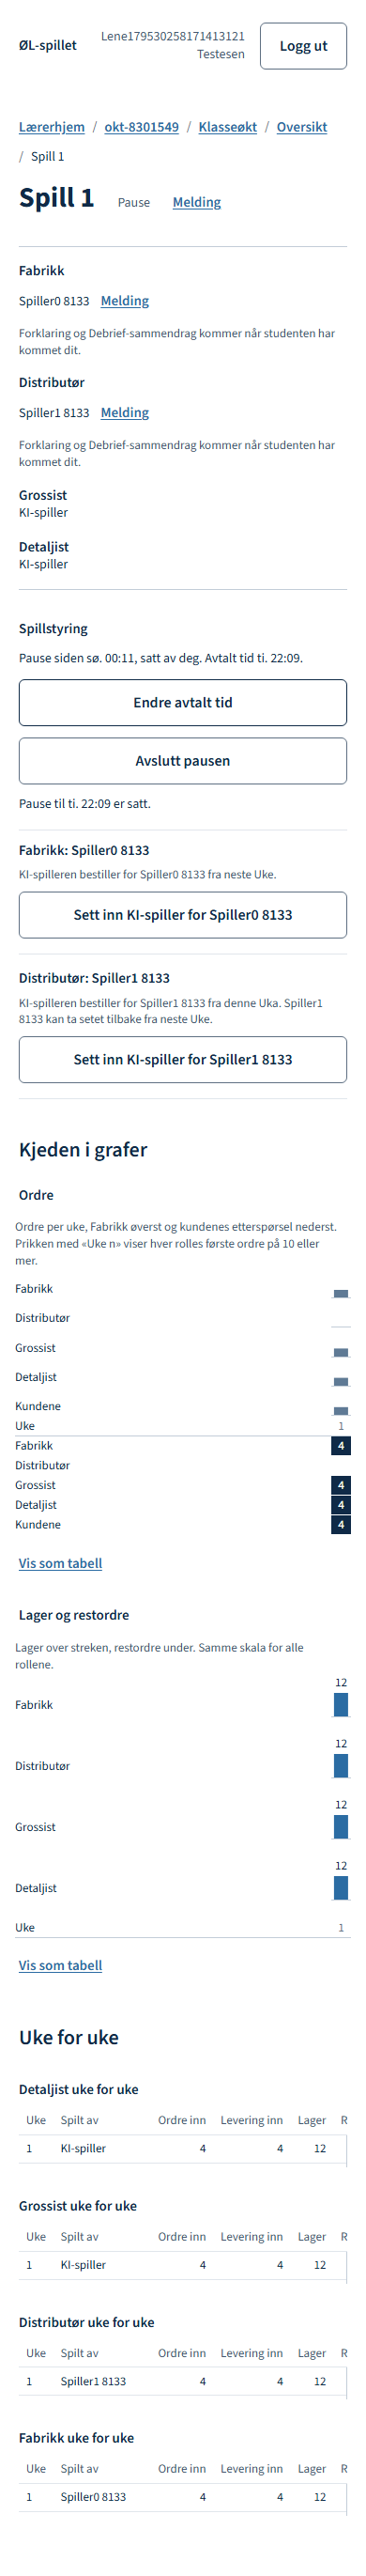 ØL-spillet
Lene179530258171413121
Testesen
Logg ut
Lærerhjem / okt-8301549 / Klasseøkt / Oversikt
/ Spill 1
Spill 1 Pause Melding
Fabrikk
Spiller0 8133 Melding
Forklaring og Debrief-sammendrag kommer når studenten har
kommet dit.
Distributør
Spiller1 8133 Melding
Forklaring og Debrief-sammendrag kommer når studenten har
kommet dit.
Grossist
KI-spiller
Detaljist
KI-spiller
Spillstyring
Pause siden sø. 00:11, satt av deg. Avtalt tid ti. 22:09.
Endre avtalt tid
Avslutt pausen
Pause til ti. 22:09 er satt.
Fabrikk: Spiller0 8133
KI-spilleren bestiller for Spiller0 8133 fra neste Uke.
Sett inn KI-spiller for Spiller0 8133
Distributør: Spiller1 8133
KI-spilleren bestiller for Spiller1 8133 fra denne Uka. Spiller1
8133 kan ta setet tilbake fra neste Uke.
Sett inn KI-spiller for Spiller1 8133
Kjeden i grafer
Ordre
Ordre per uke, Fabrikk øverst og kundenes etterspørsel nederst.
Prikken med «Uke n» viser hver rolles første ordre på 10 eller
mer.
Fabrikk
Distributør
Grossist
Detaljist
Kundene
Uke 1
Fabrikk 4
Distributør
Grossist 4
Detaljist 4
Kundene 4
Vis som tabell
Lager og restordre
Lager over streken, restordre under. Samme skala for alle
rollene.
12
Fabrikk
12
Distributør
12
Grossist
12
Detaljist
Uke 1
Vis som tabell
Uke for uke
Detaljist uke for uke
Uke Spilt av Ordre inn Levering inn Lager R
1 KI-spiller 4 4 12
Grossist uke for uke
Uke Spilt av Ordre inn Levering inn Lager R
1 KI-spiller 4 4 12
Distributør uke for uke
Uke Spilt av Ordre inn Levering inn Lager R
1 Spiller1 8133 4 4 12
Fabrikk uke for uke
Uke Spilt av Ordre inn Levering inn Lager R
1 Spiller0 8133 4 4 12